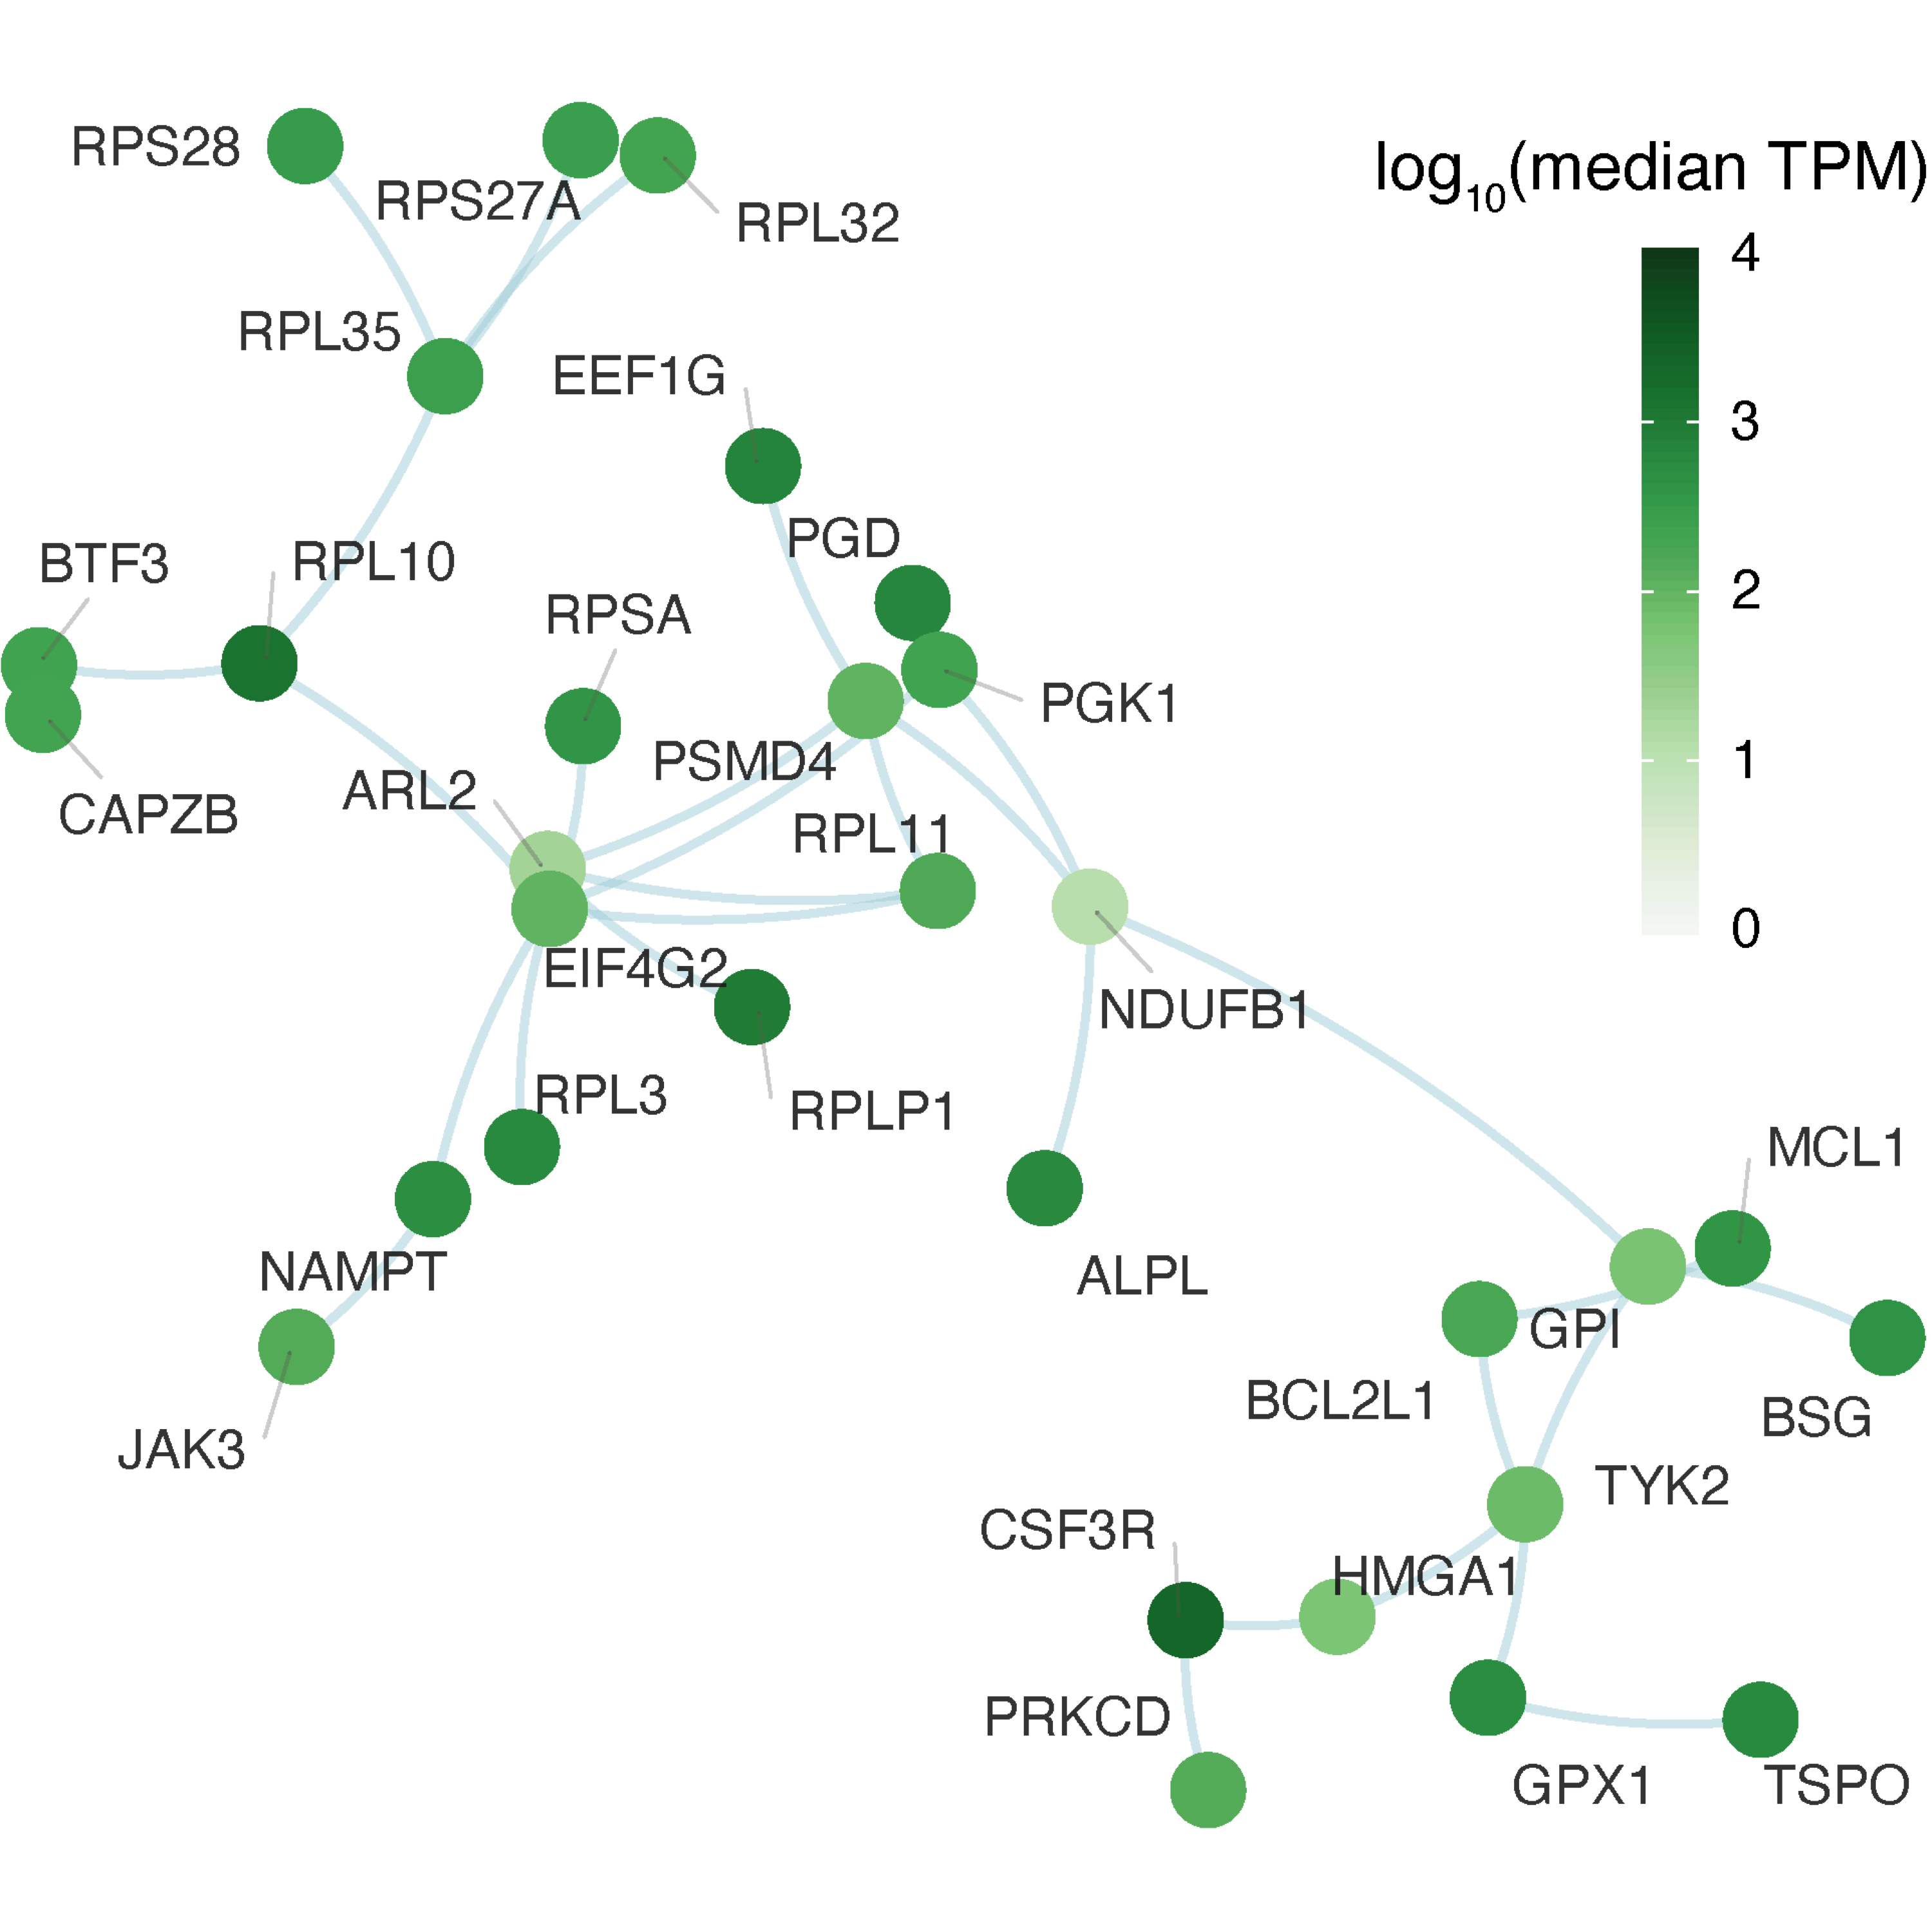 RPS28
RPS27A
RPL32
log10(median TPM)
4
3
2
1
0
RPL35
EEF1G
PGD
BTF3
RPL10
RPSA
PGK1
PSMD4
ARL2
CAPZB
RPL11
EIF4G2
NDUFB1
RPL3
RPLP1
MCL1
NAMPT
ALPL
GPI
BCL2L1
BSG
JAK3
TYK2
CSF3R
HMGA1
PRKCD
GPX1
TSPO